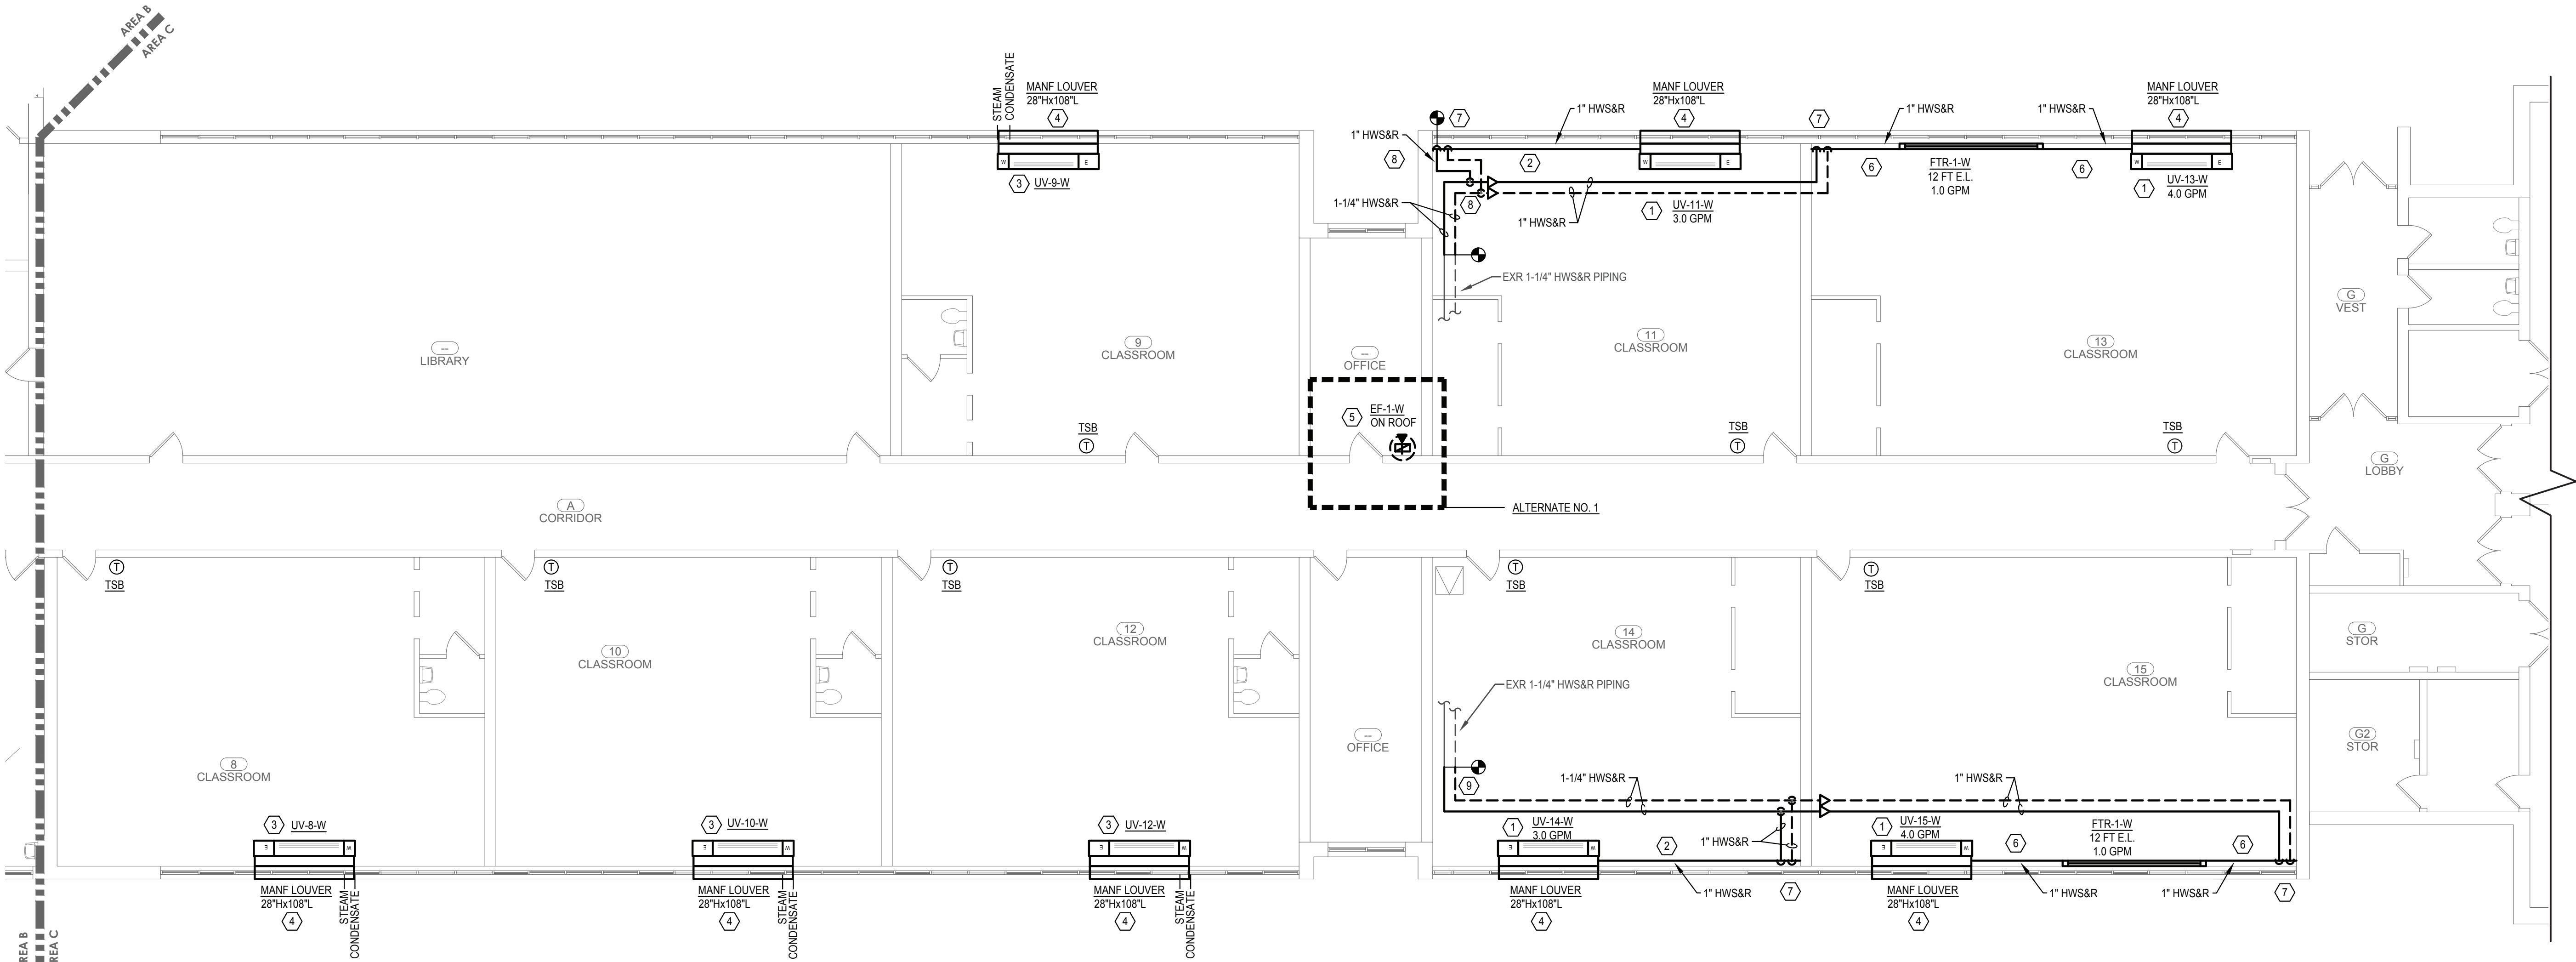 AREA B
AREA C
STEAM
CONDENSATE
MANF LOUVER
28"Hx108"L
4
W
E
3
UV-9-W
7
1" HWS&R
1" HWS&R
MANF LOUVER
28"Hx108"L
4
7
1" HWS&R
1" HWS&R
MANF LOUVER
28"Hx108"L
4
8
2
W
E
6
FTR-1-W
12 FT E.L.
1.0 GPM
6
W
E
1
UV-13-W
4.0 GPM
1-1/4" HWS&R
8
1" HWS&R
1
UV-11-W
3.0 GPM
EXR 1-1/4" HWS&R PIPING
--
LIBRARY
9
CLASSROOM
--
OFFICE
11
CLASSROOM
13
CLASSROOM
G
VEST
TSB
T
5
EF-1-W
ON ROOF
TSB
T
TSB
T
G
LOBBY
A
CORRIDOR
ALTERNATE NO. 1
T
TSB
T
TSB
T
TSB
T
TSB
T
TSB
8
CLASSROOM
10
CLASSROOM
12
CLASSROOM
--
OFFICE
14
CLASSROOM
15
CLASSROOM
G
STOR
G2
STOR
EXR 1-1/4" HWS&R PIPING
9
1-1/4" HWS&R
1" HWS&R
3
UV-8-W
E
W
3
UV-10-W
E
W
3
UV-12-W
E
W
1
UV-14-W
3.0 GPM
E
W
2
1" HWS&R
1
UV-15-W
4.0 GPM
E
W
6
FTR-1-W
12 FT E.L.
1.0 GPM
6
MANF LOUVER
28"Hx108"L
4
STEAM
CONDENSATE
MANF LOUVER
28"Hx108"L
4
STEAM
CONDENSATE
MANF LOUVER
28"Hx108"L
4
STEAM
CONDENSATE
MANF LOUVER
28"Hx108"L
4
1" HWS&R
7
MANF LOUVER
28"Hx108"L
4
1" HWS&R
1" HWS&R
7
AREA B
AREA C